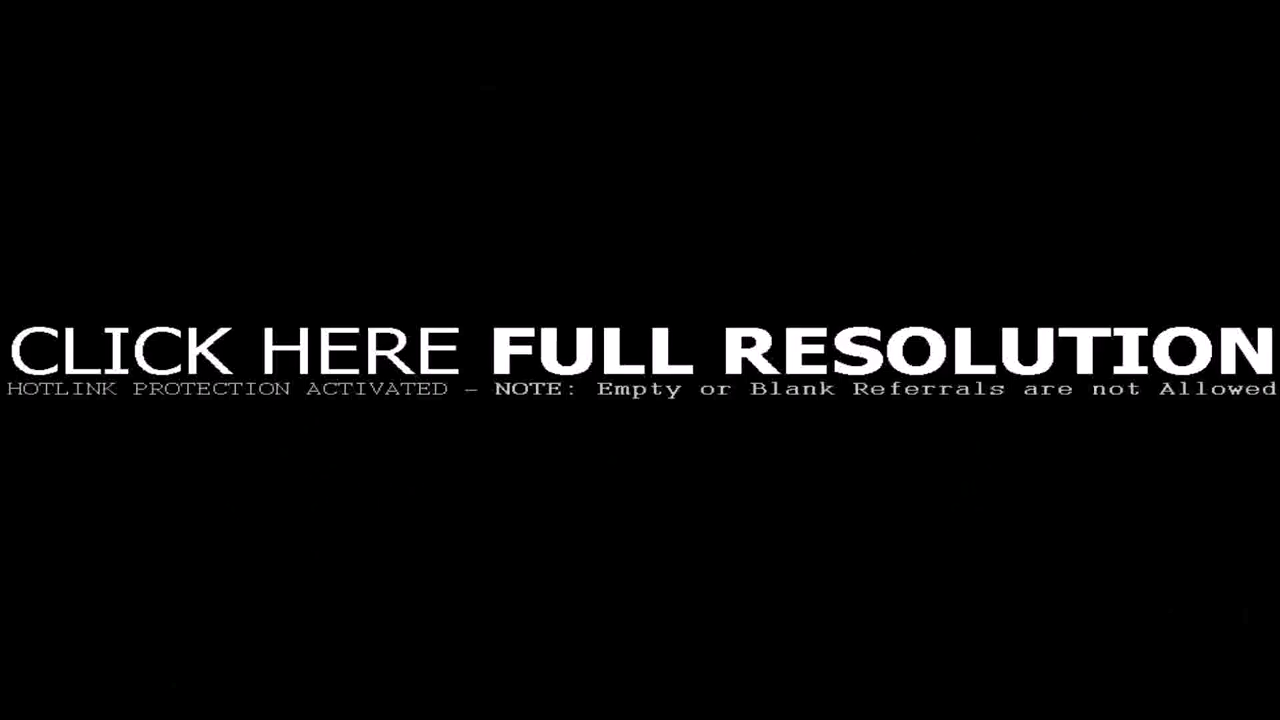 CLICK HERE FULL RESOLUTION
HOTLINK PROTECTION ACTIVATED - NOTE: Empty or Blank Referrals are not Allowed